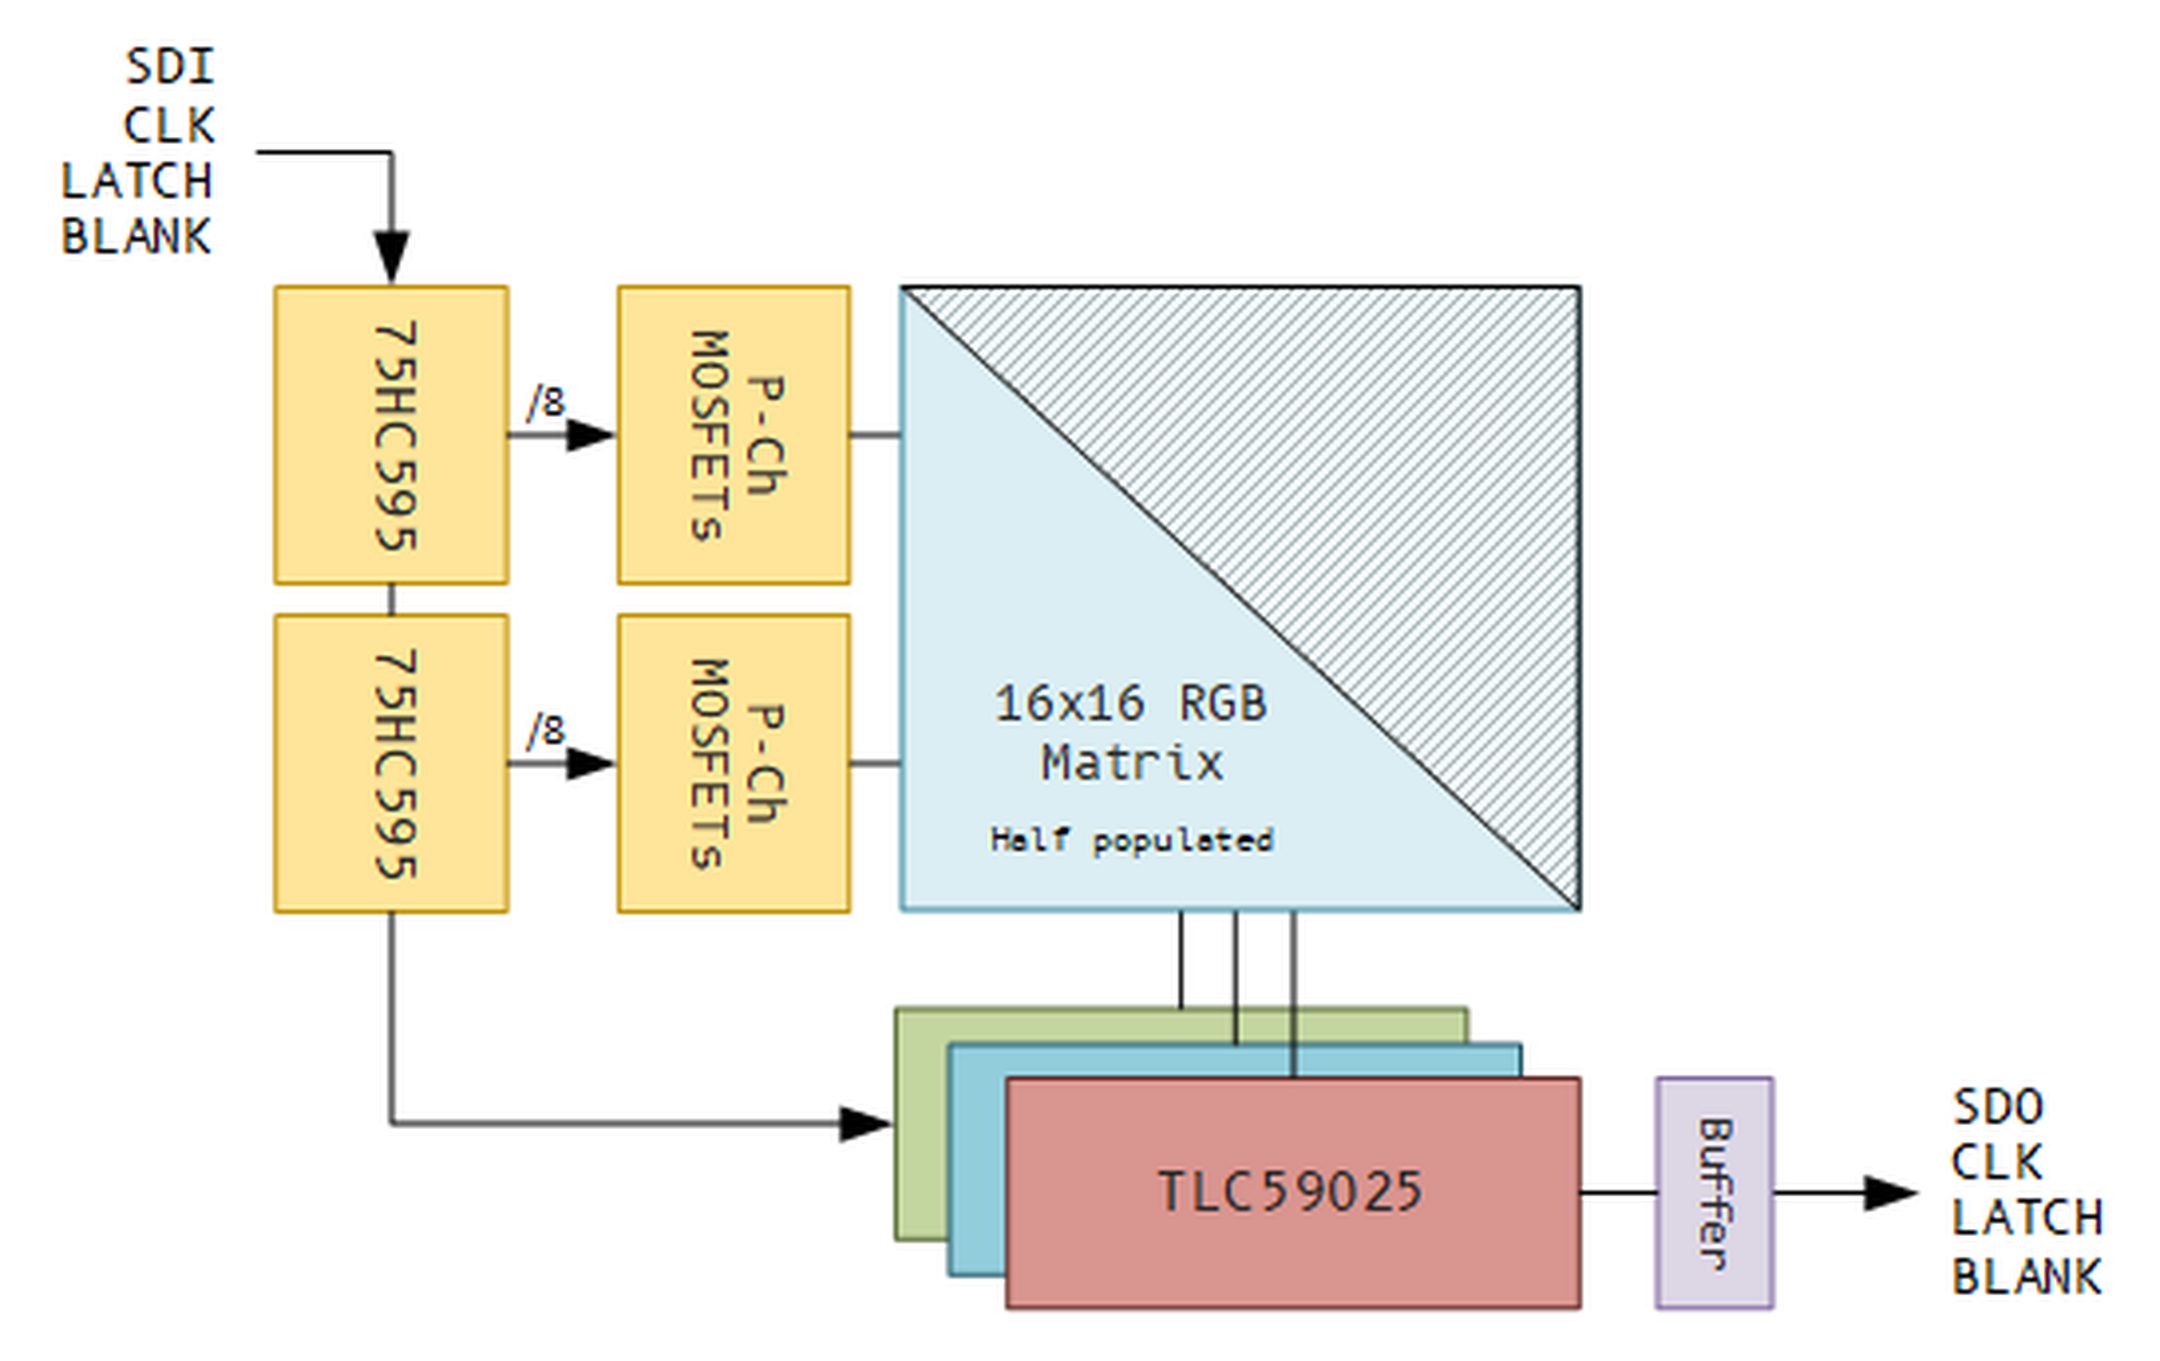 SDI
CLK
LATCH
BLANK
75HC595
/8
P-Ch
MOSFETs
75HC595
/8
P-Ch
MOSFETs
16x16 RGB
Matrix
Half populated
TLC59025
Buffer
SDO
CLK
LATCH
BLANK